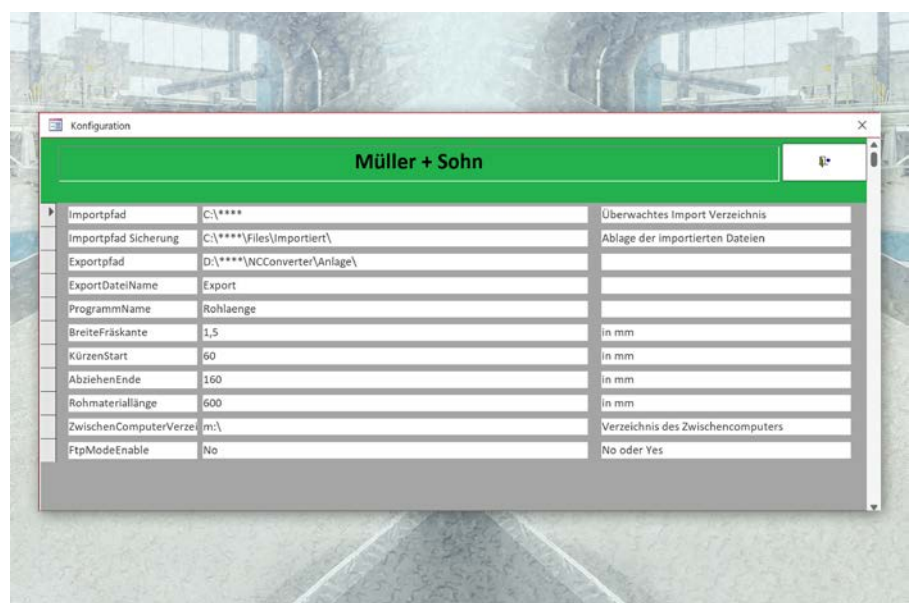 Konfiguration
Müller + Sohn
Importpfad C:\**** Überwachtes Import Verzeichnis
Importpfad Sicherung C:\****\Files\Importiert\ Ablage der importierten Dateien
Exportpfad D:\****\NCConverter\Anlage\
ExportDateiName Export
ProgrammName Rohlaenge
BreiteFräskante 1,5 in mm
KürzenStart 60 in mm
AbziehenEnde 160 in mm
Rohmateriallänge 600 in mm
ZwischenComputerVerzei m:\ Verzeichnis des Zwischencomputers
FtpModeEnable No No oder Yes